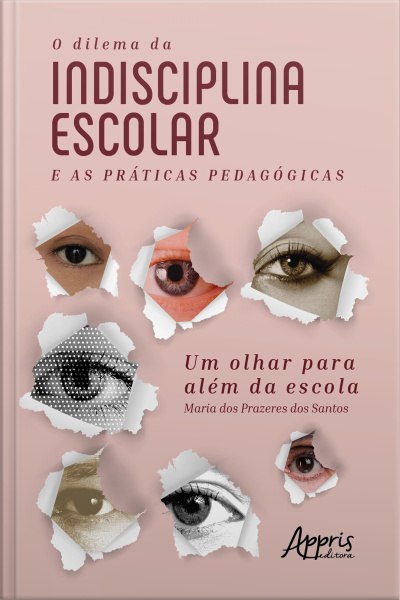 O dilema da
INDISCIPLINA
ESCOLAR
E AS PRÁTICAS PEDAGÓGICAS
Um olhar para
além da escola
Maria dos Prazeres dos Santos
Appris
editora